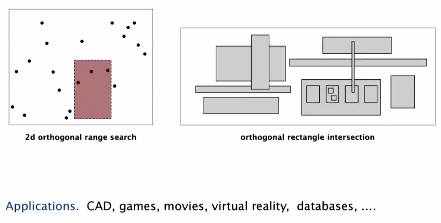 2d orthogonal range search
orthogonal rectangle intersection
Applications. CAD, games, movies, virtual reality, databases, ....